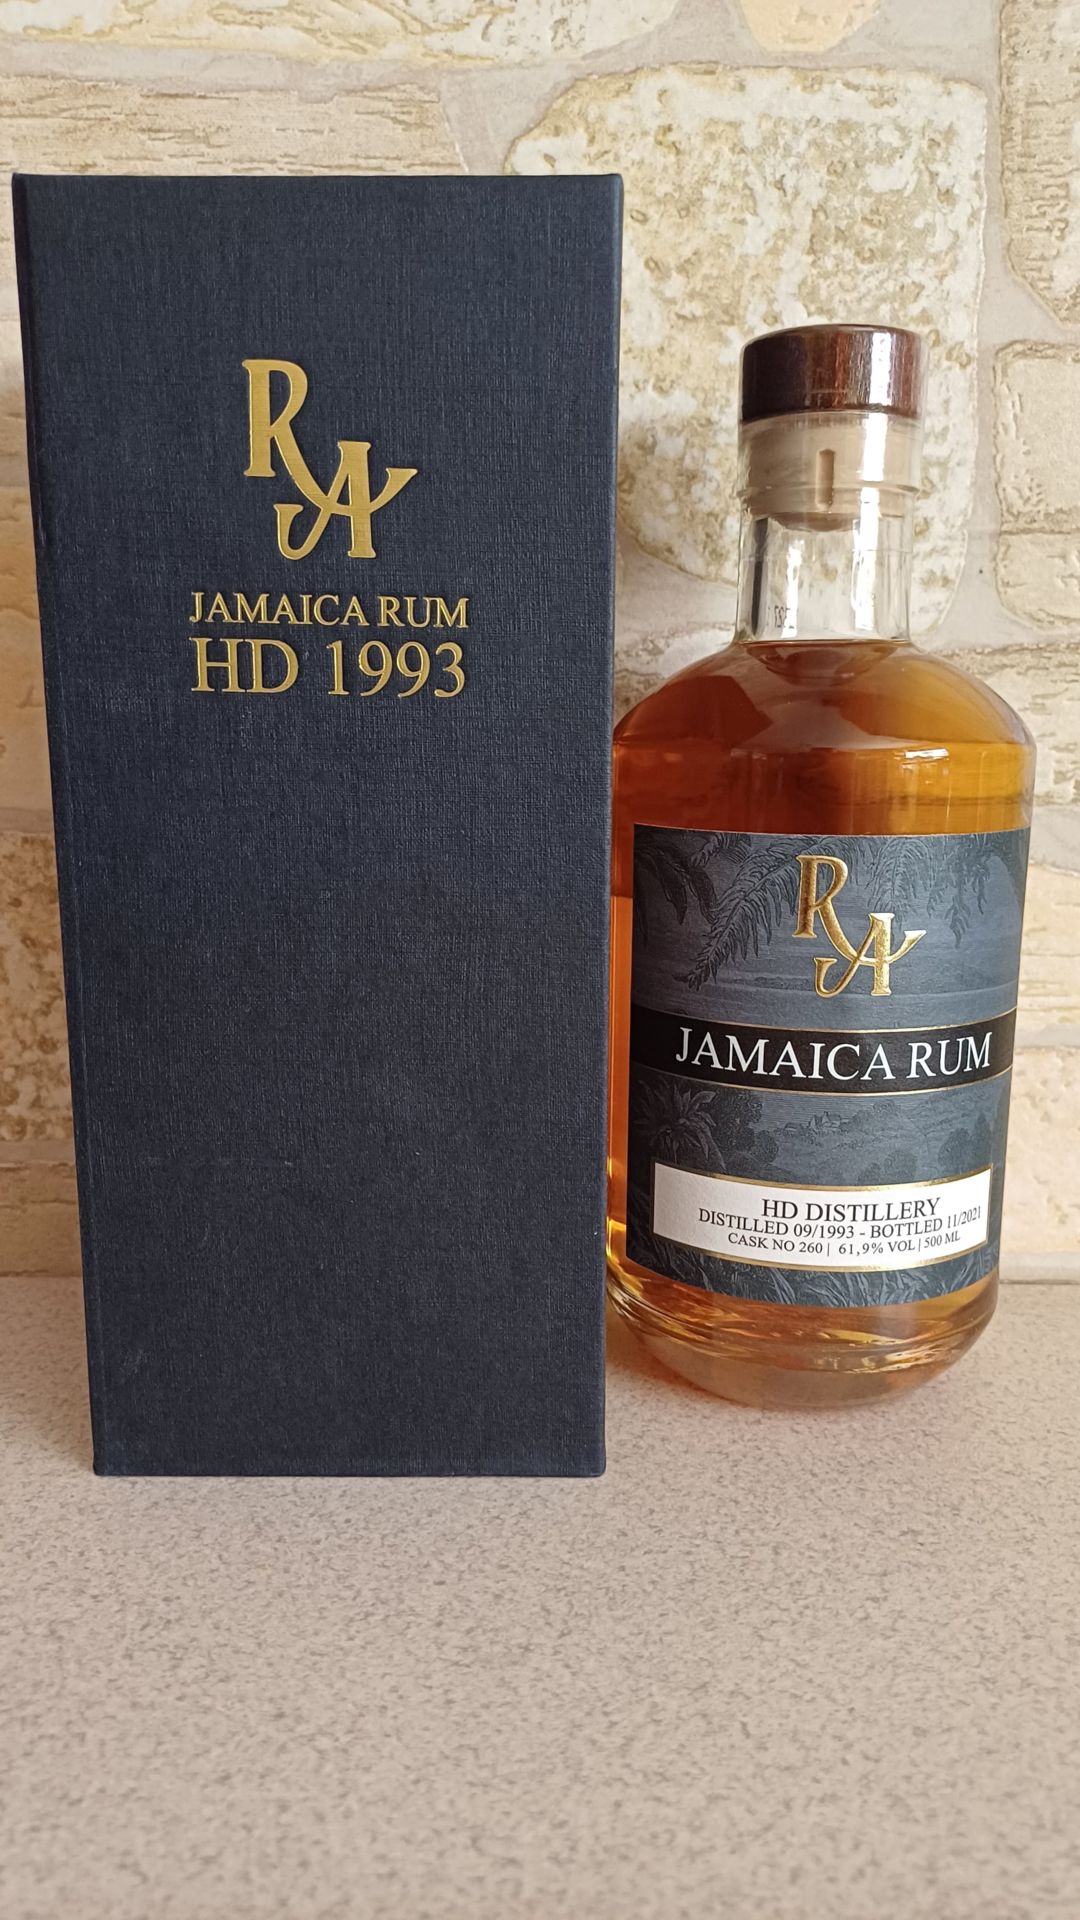 RA
JAMAICA RUM
HD 1993
RA
JAMAICA RUM
HD DISTILLERY
DISTILLED 09/1993 - BOTTLED 11/2021
CASK NO 260 | 61,9% VOL | 500 ML